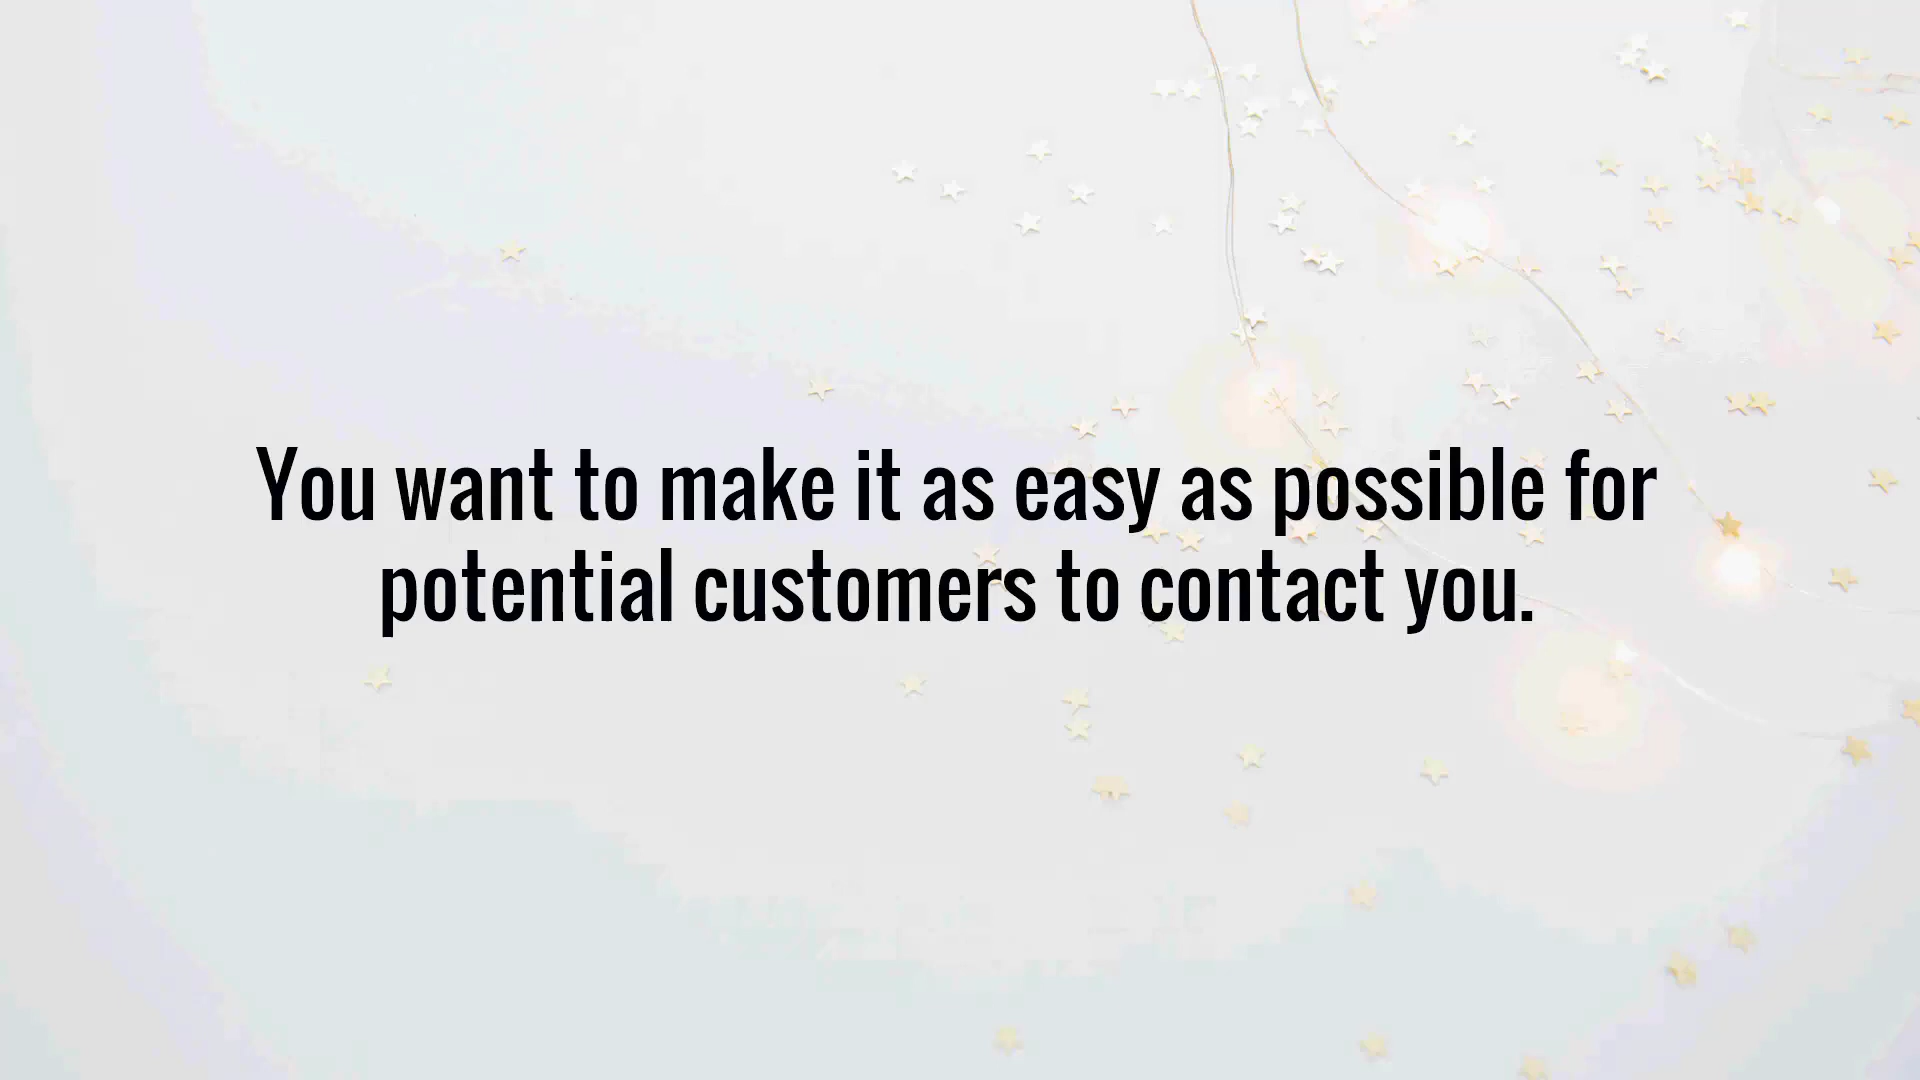 You want to make it as easy as possible for
potential customers to contact you.